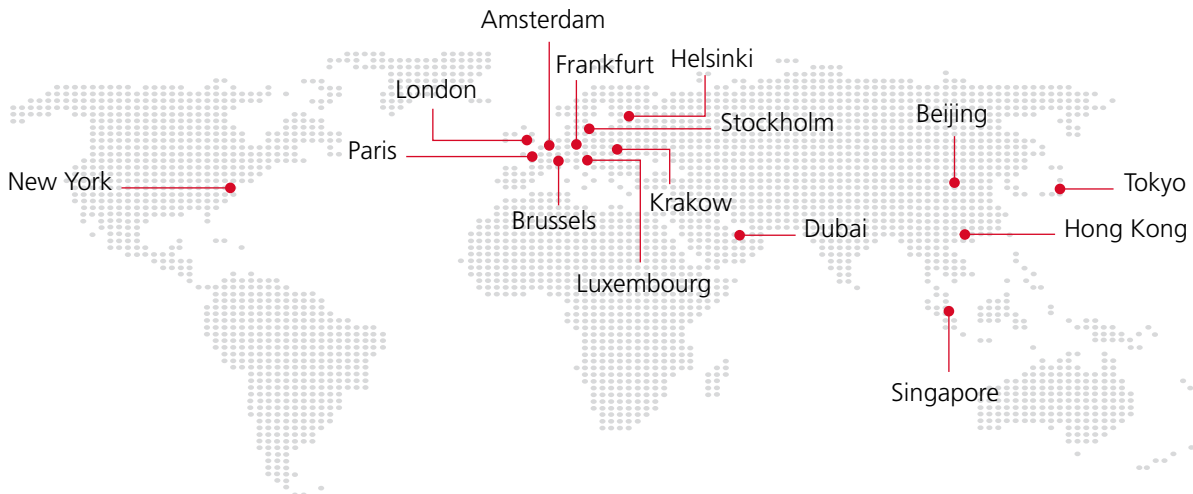 Amsterdam
Frankfurt
Helsinki
London
Stockholm
Beijing
Paris
New York
Krakow
Tokyo
Brussels
Dubai
Hong Kong
Luxembourg
Singapore